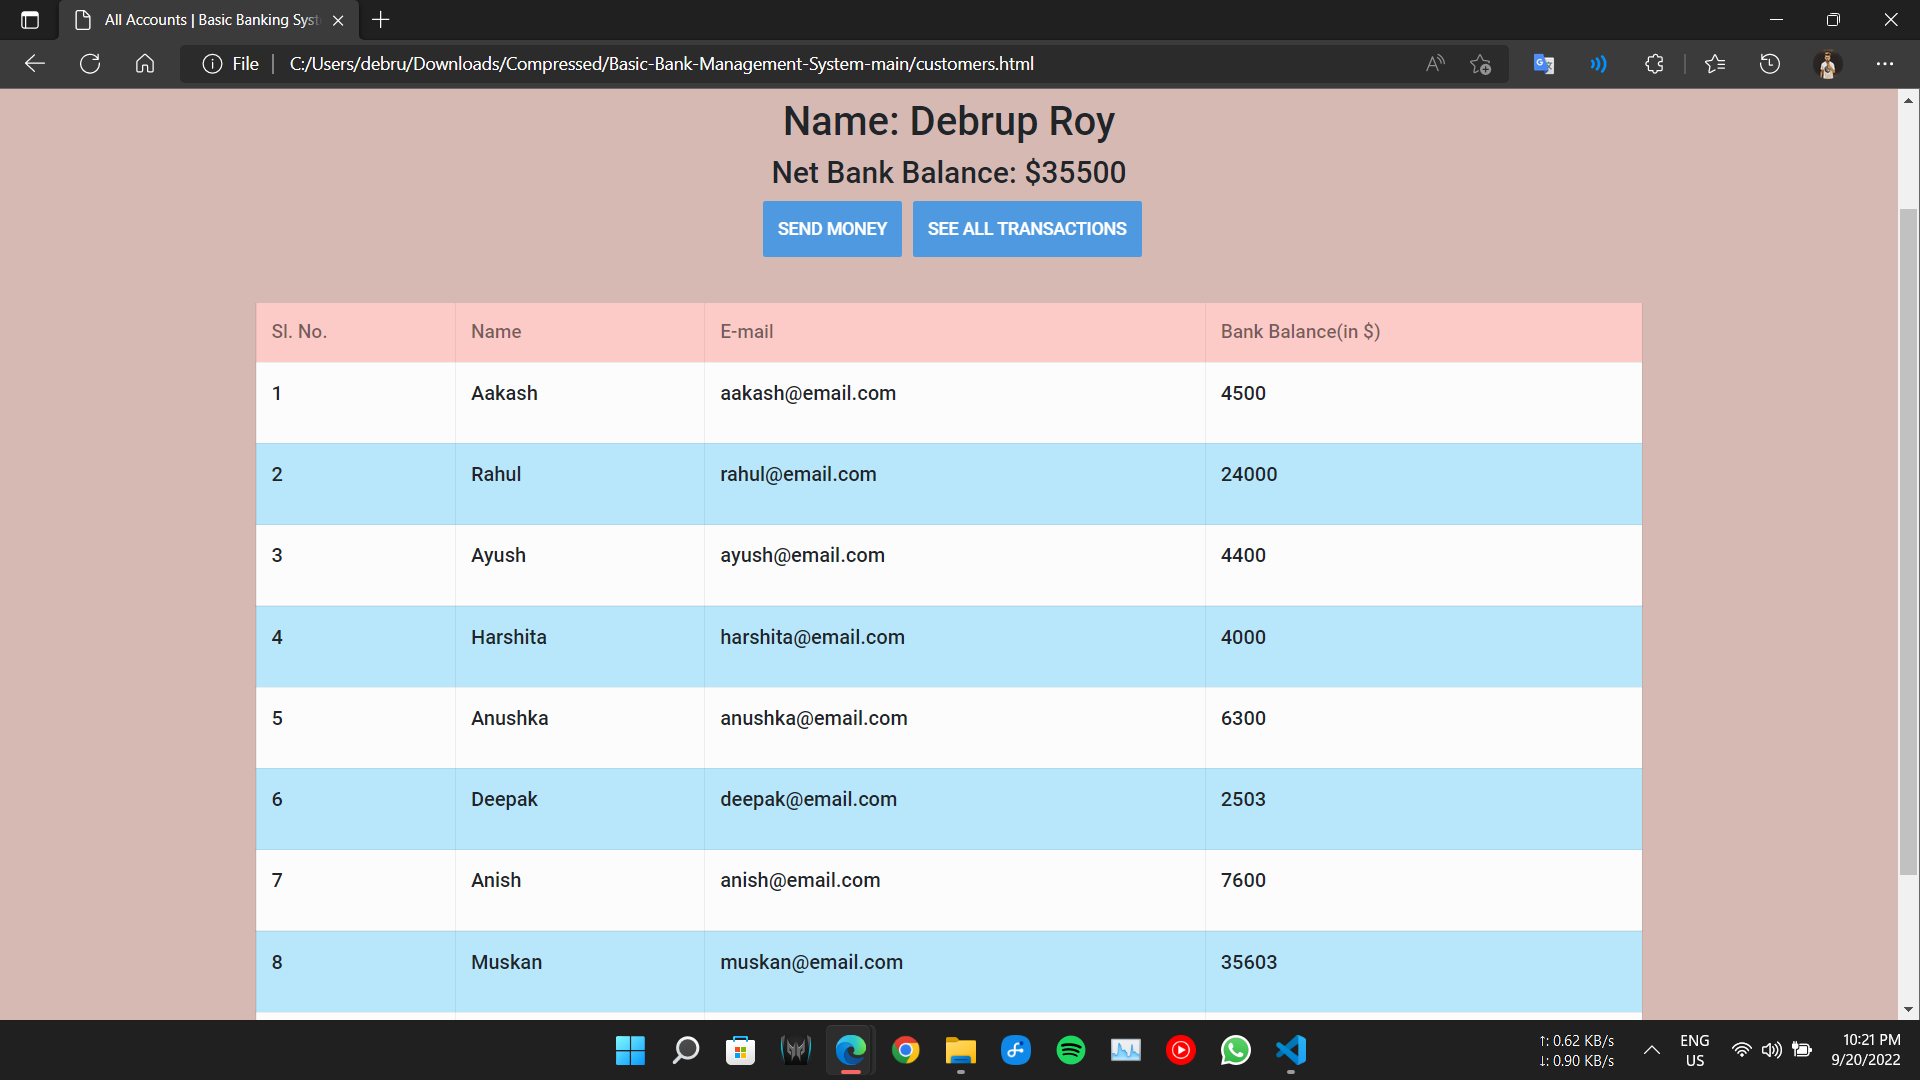 All Accounts | Basic Banking Syst
File
C:/Users/debru/Downloads/Compressed/Basic-Bank-Management-System-main/customers.html
Name: Debrup Roy
Net Bank Balance: $35500
SEND MONEY SEE ALL TRANSACTIONS
Sl. No. Name E-mail Bank Balance(in $)
1 Aakash aakash@email.com 4500
2 Rahul rahul@email.com 24000
3 Ayush ayush@email.com 4400
4 Harshita harshita@email.com 4000
5 Anushka anushka@email.com 6300
6 Deepak deepak@email.com 2503
7 Anish anish@email.com 7600
8 Muskan muskan@email.com 35603
↑: 0.62 KB/s
↓: 0.90 KB/s
ENG
US
10:21 PM
9/20/2022